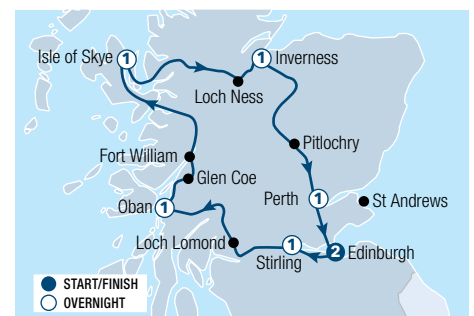 Isle of Skye 1
1 Inverness
Loch Ness
Pitlochry
Fort William
Glen Coe
Perth 1
St Andrews
Oban 1
Loch Lomond
1
Stirling
2 Edinburgh
START/FINISH
OVERNIGHT